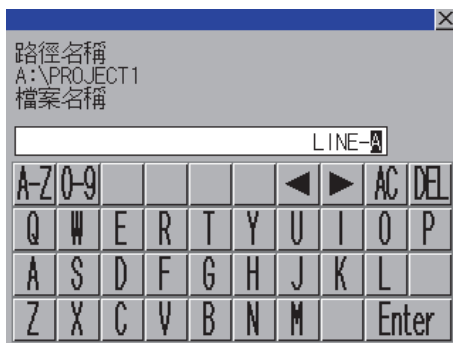 路徑名稱
A:\PROJECT1
檔案名稱
LINE-A
A-Z 0-9 ◀ ▶ AC DEL
Q W E R T Y U I O P
A S D F G H J K L
Z X C V B N M Enter